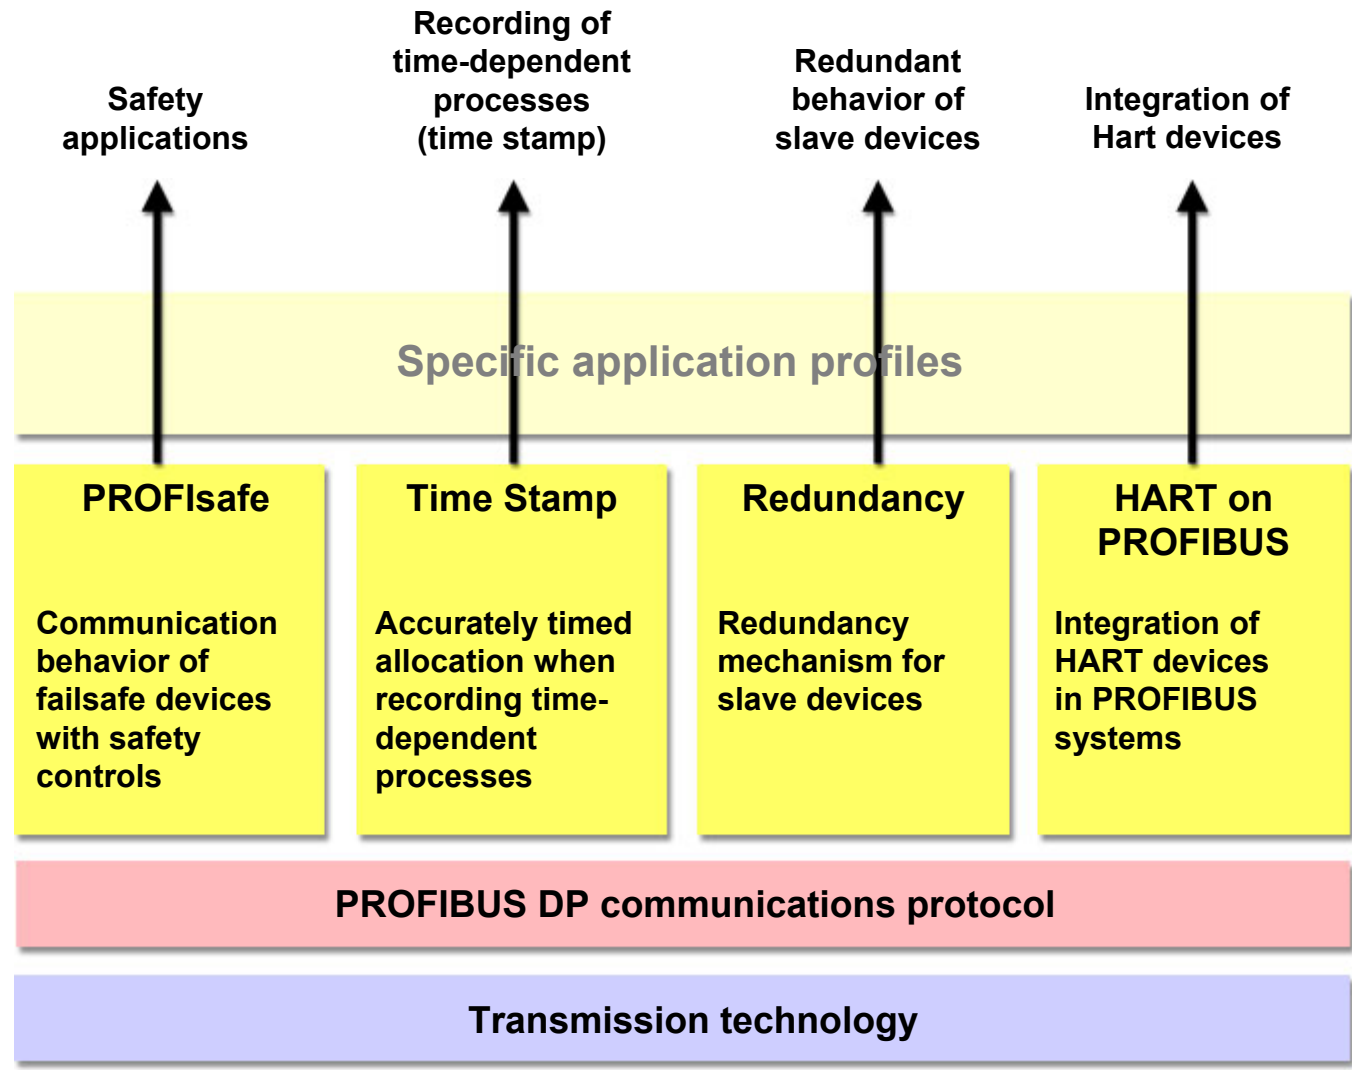 Safety
applications
Recording of
time-dependent
processes
(time stamp)
Redundant
behavior of
slave devices
Integration of
Hart devices
Specific application profiles
PROFIsafe
Communication
behavior of
failsafe devices
with safety
controls
Time Stamp
Accurately timed
allocation when
recording time-
dependent
processes
Redundancy
Redundancy
mechanism for
slave devices
HART on
PROFIBUS
Integration of
HART devices
in PROFIBUS
systems
PROFIBUS DP communications protocol
Transmission technology